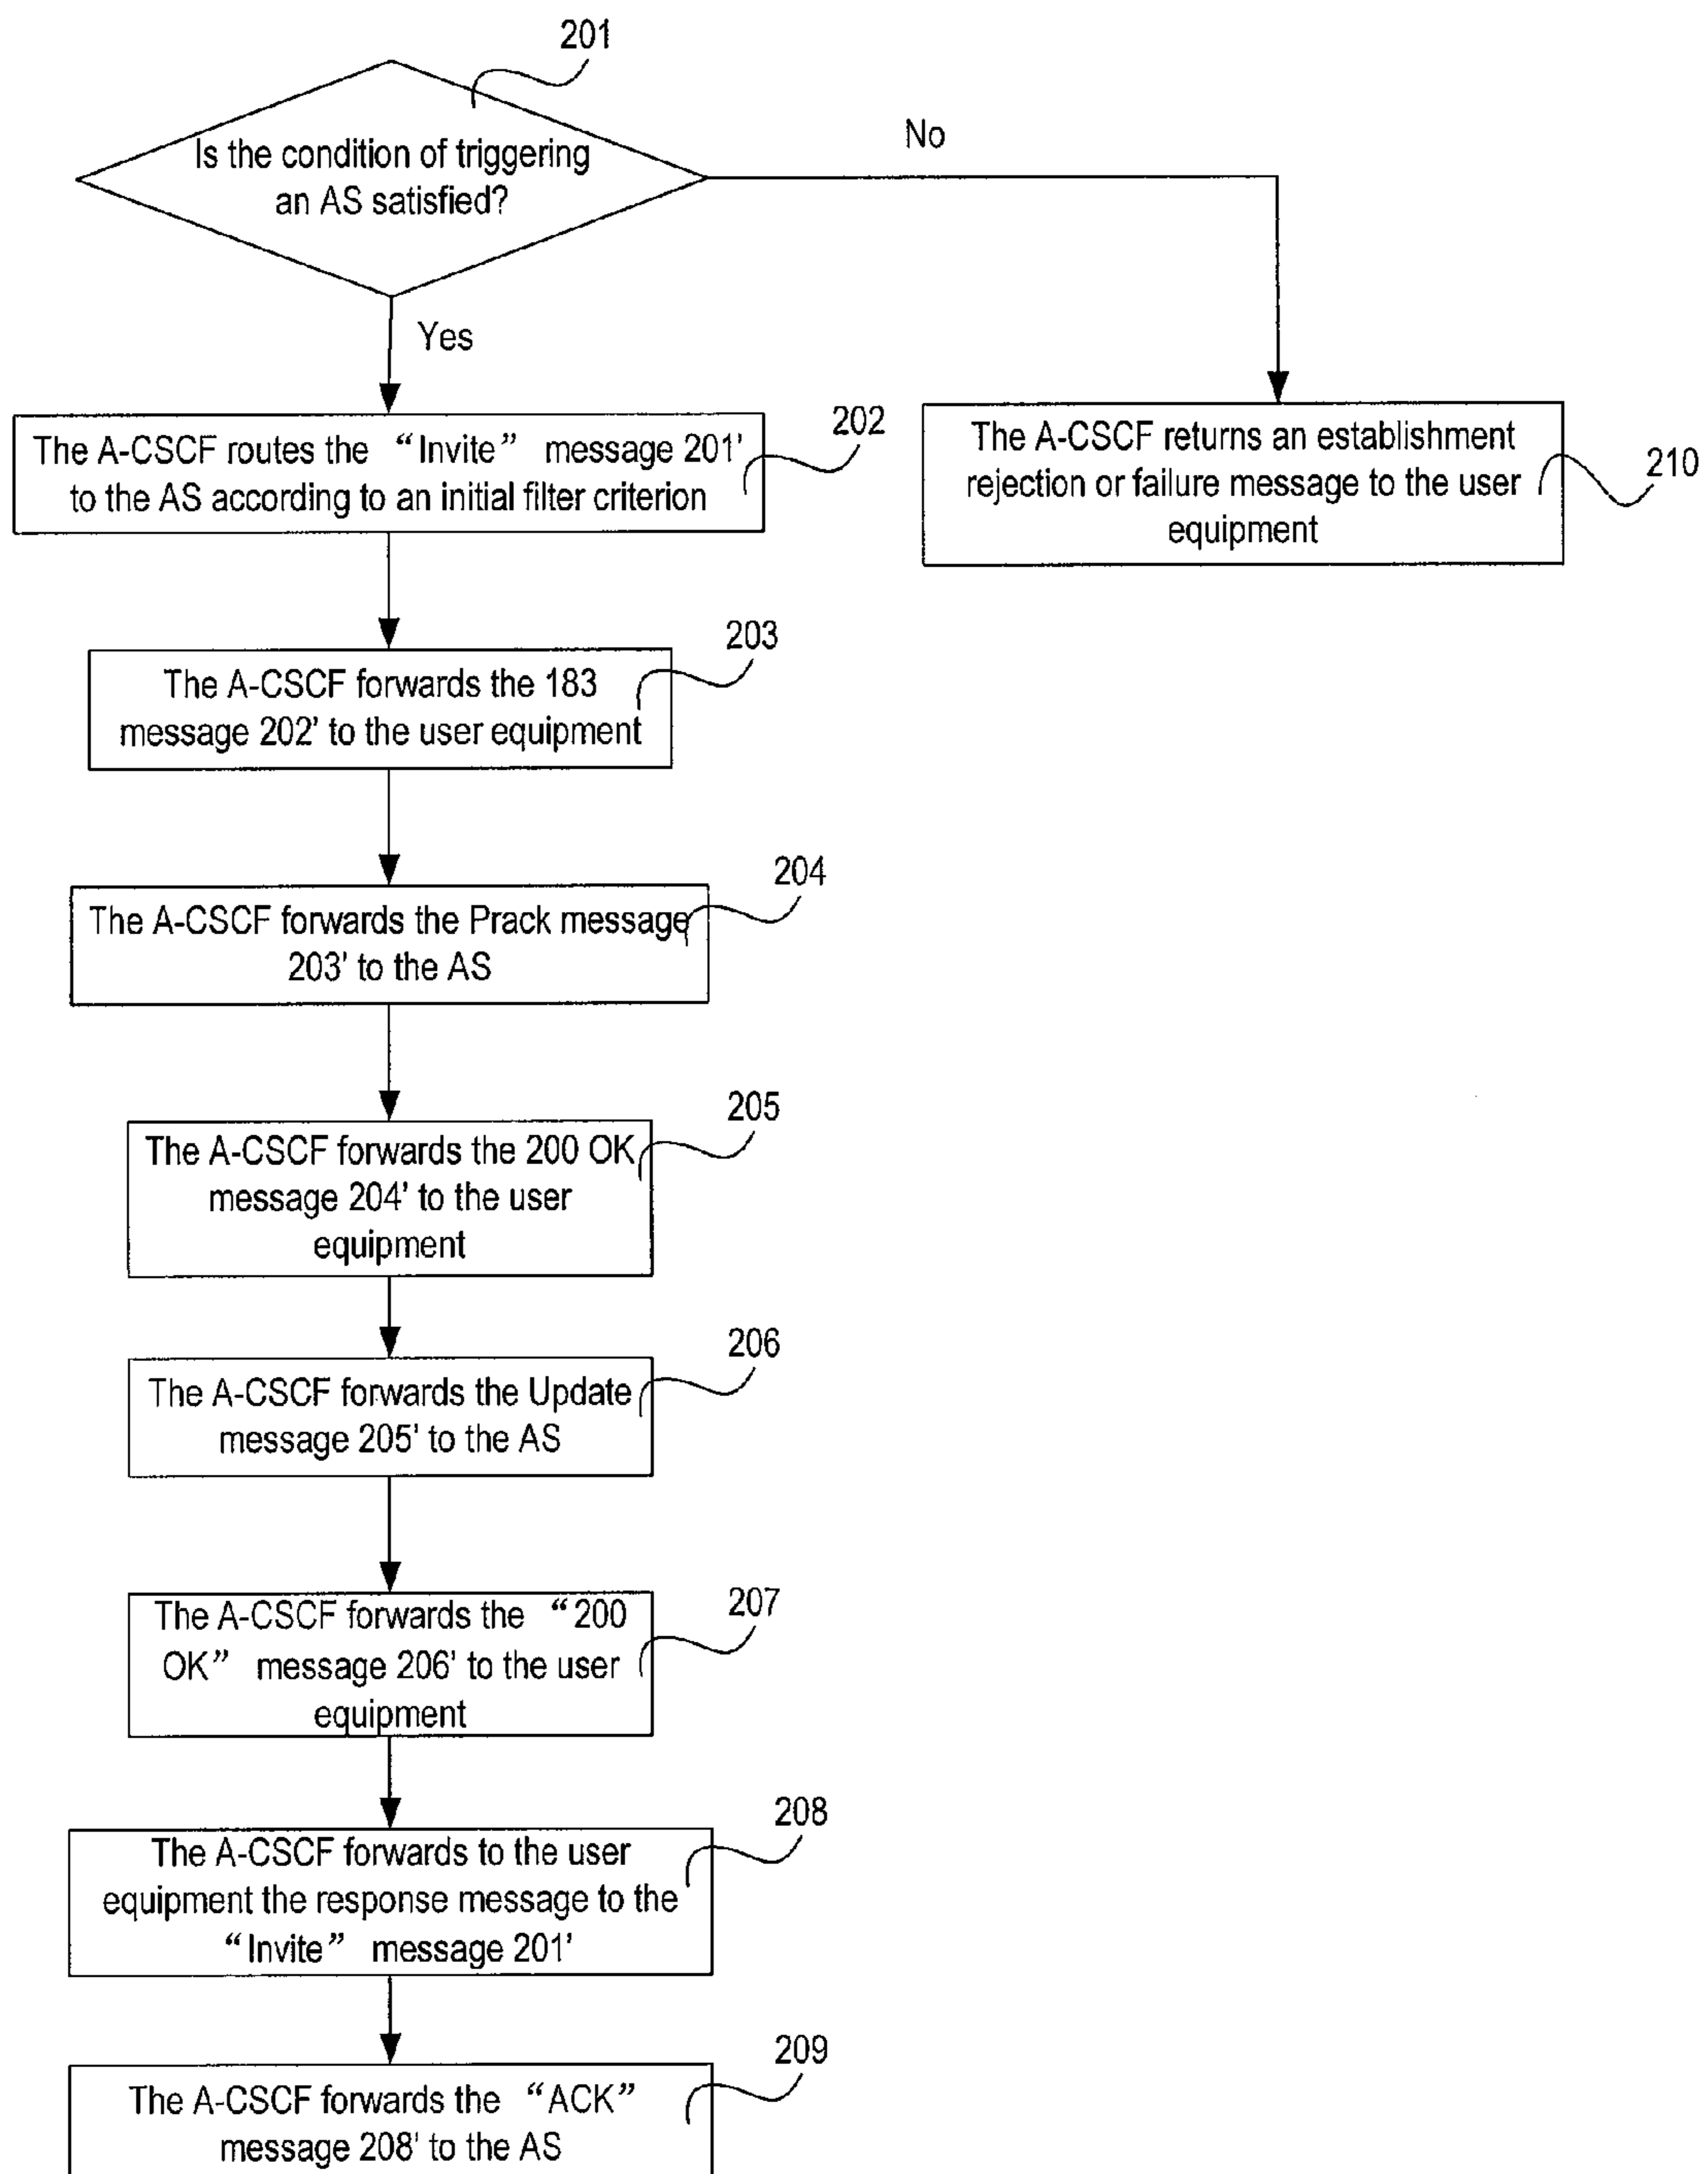 201
Is the condition of triggering
an AS satisfied?
No
Yes
202
The A-CSCF routes the “Invite” message 201'
to the AS according to an initial filter criterion
The A-CSCF returns an establishment
rejection or failure message to the user
equipment
210
203
The A-CSCF forwards the 183
message 202' to the user equipment
204
The A-CSCF forwards the Prack message
203' to the AS
205
The A-CSCF forwards the 200 OK
message 204' to the user
equipment
206
The A-CSCF forwards the Update
message 205' to the AS
207
The A-CSCF forwards the “200
OK” message 206' to the user
equipment
208
The A-CSCF forwards to the user
equipment the response message to the
“Invite” message 201'
209
The A-CSCF forwards the “ACK”
message 208' to the AS